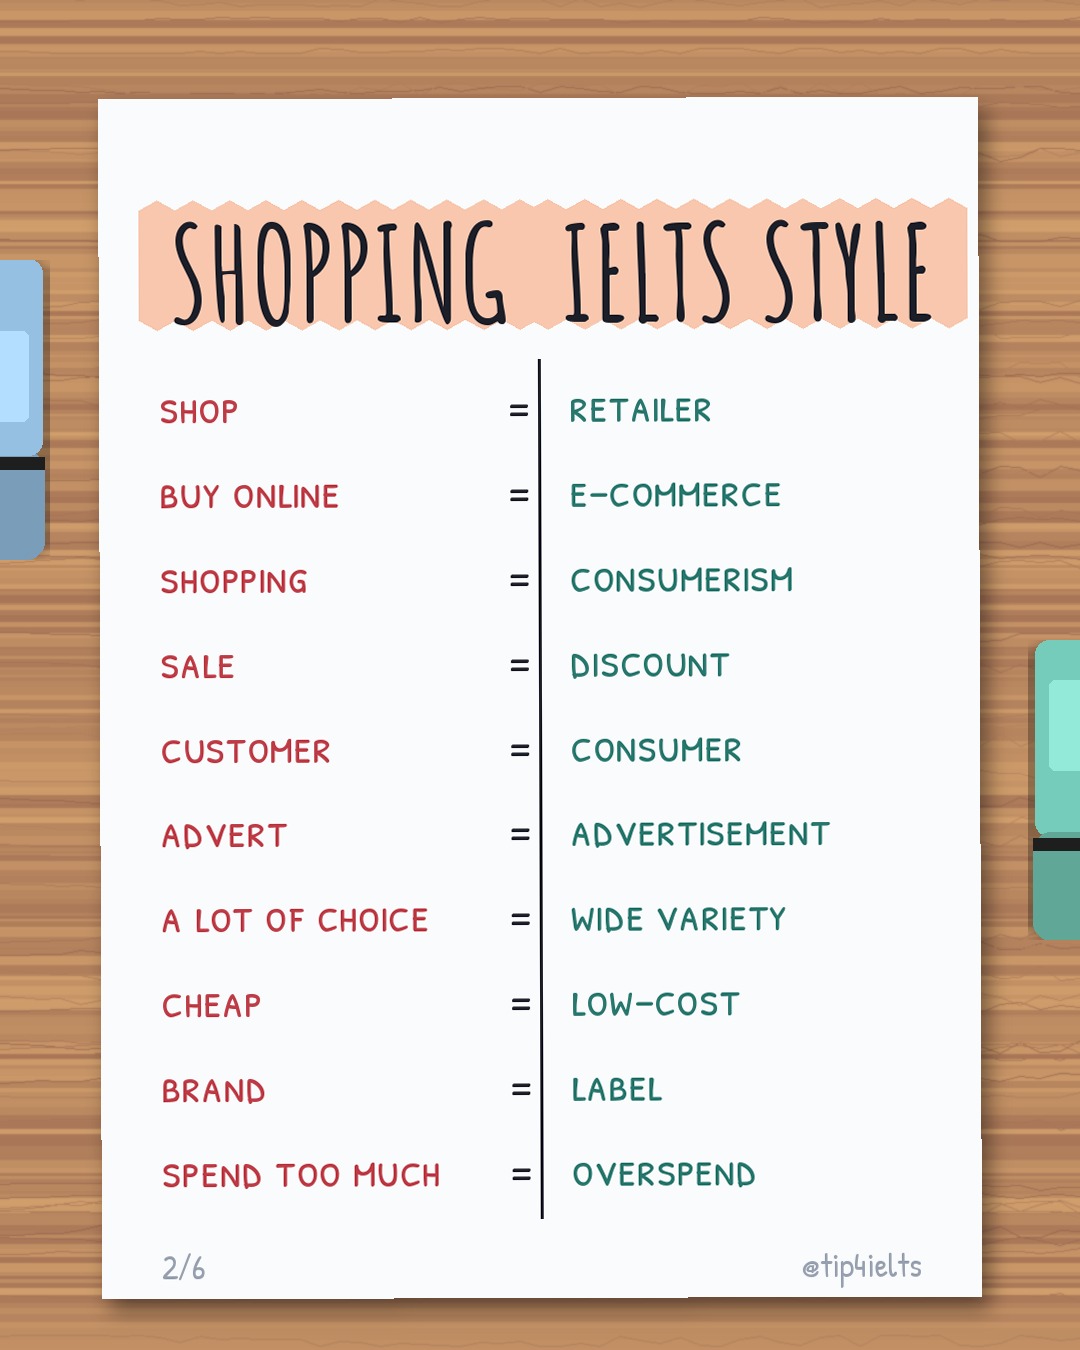 SHOPPING IELTS STYLE
SHOP = RETAILER
BUY ONLINE = E-COMMERCE
SHOPPING = CONSUMERISM
SALE = DISCOUNT
CUSTOMER = CONSUMER
ADVERT = ADVERTISEMENT
A LOT OF CHOICE = WIDE VARIETY
CHEAP = LOW-COST
BRAND = LABEL
SPEND TOO MUCH = OVERSPEND
2/6 @tip4ielts